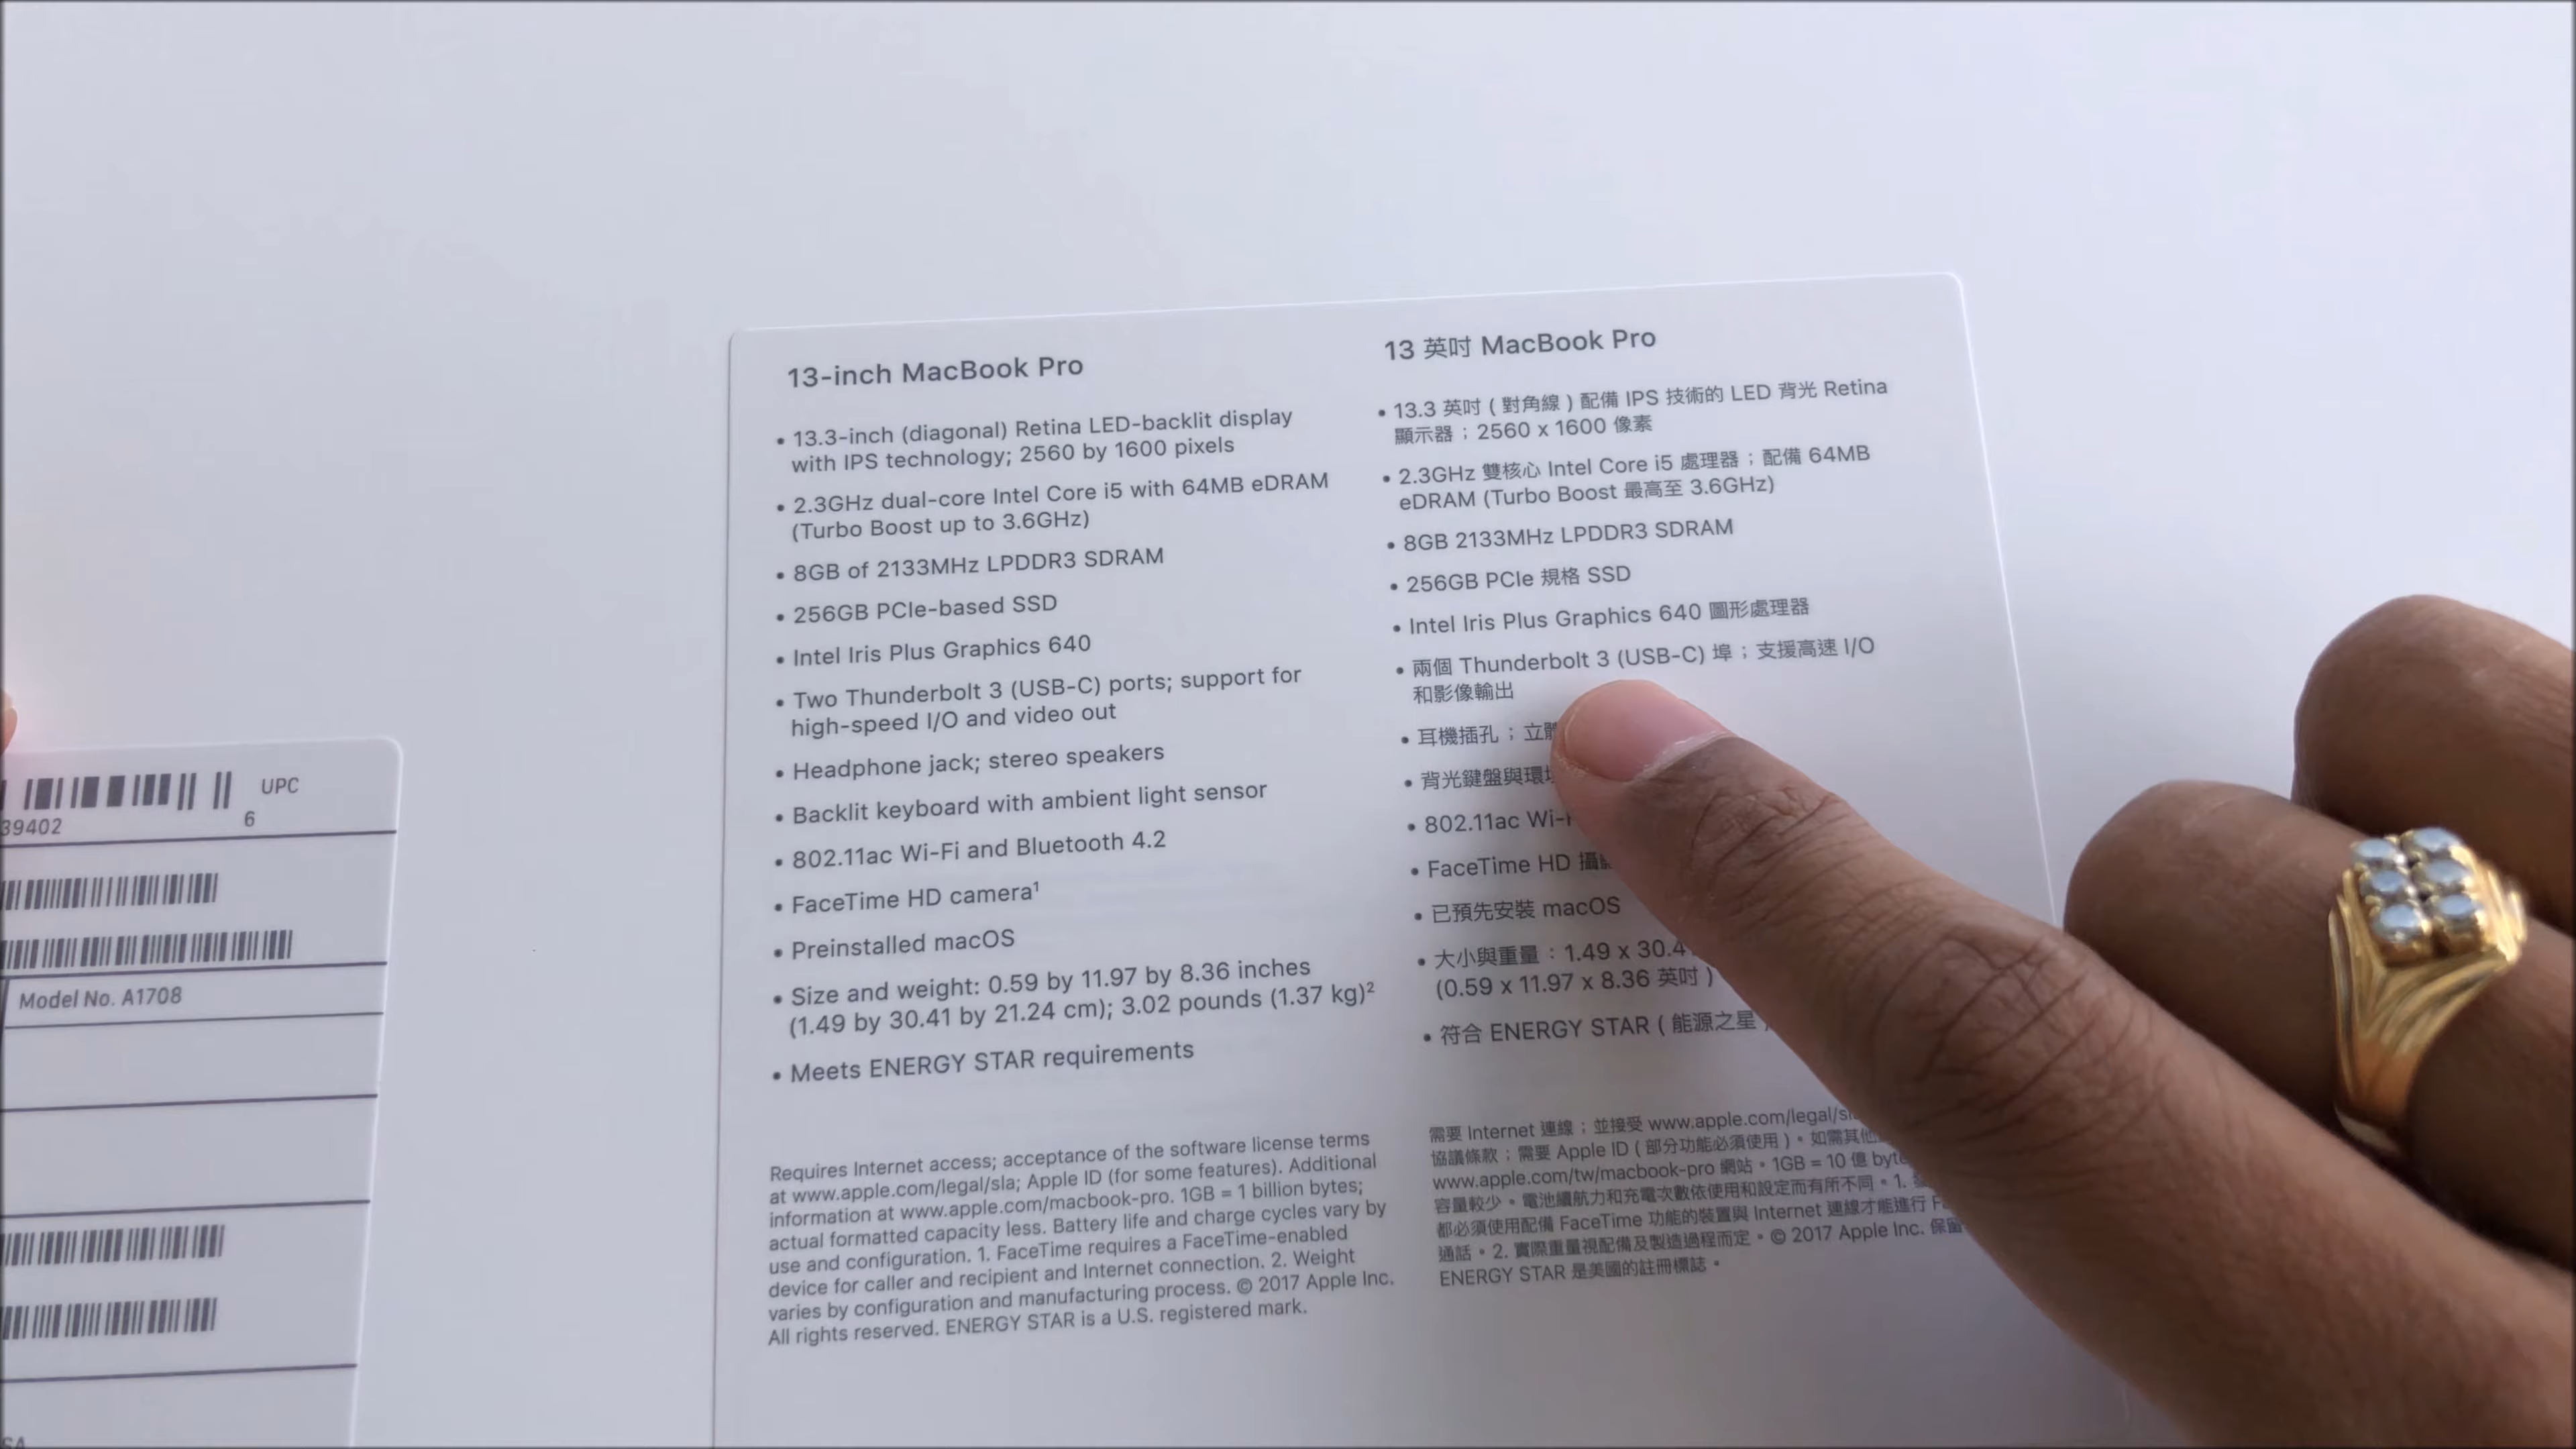 UPC
39402 6
Model No. A1708
13-inch MacBook Pro
• 13.3-inch (diagonal) Retina LED-backlit display
with IPS technology; 2560 by 1600 pixels
• 2.3GHz dual-core Intel Core i5 with 64MB eDRAM
(Turbo Boost up to 3.6GHz)
• 8GB of 2133MHz LPDDR3 SDRAM
• 256GB PCIe-based SSD
• Intel Iris Plus Graphics 640
• Two Thunderbolt 3 (USB-C) ports; support for
high-speed I/O and video out
• Headphone jack; stereo speakers
• Backlit keyboard with ambient light sensor
• 802.11ac Wi-Fi and Bluetooth 4.2
• FaceTime HD camera¹
• Preinstalled macOS
• Size and weight: 0.59 by 11.97 by 8.36 inches
(1.49 by 30.41 by 21.24 cm); 3.02 pounds (1.37 kg)²
• Meets ENERGY STAR requirements
Requires Internet access; acceptance of the software license terms
at www.apple.com/legal/sla; Apple ID (for some features). Additional
information at www.apple.com/macbook-pro. 1GB = 1 billion bytes;
actual formatted capacity less. Battery life and charge cycles vary by
use and configuration. 1. FaceTime requires a FaceTime-enabled
device for caller and recipient and Internet connection. 2. Weight
varies by configuration and manufacturing process. © 2017 Apple Inc.
All rights reserved. ENERGY STAR is a U.S. registered mark.
13 英吋 MacBook Pro
• 13.3 英吋 ( 對角線 ) 配備 IPS 技術的 LED 背光 Retina
顯示器；2560 x 1600 像素
• 2.3GHz 雙核心 Intel Core i5 處理器；配備 64MB
eDRAM (Turbo Boost 最高至 3.6GHz)
• 8GB 2133MHz LPDDR3 SDRAM
• 256GB PCIe 規格 SSD
• Intel Iris Plus Graphics 640 圖形處理器
• 兩個 Thunderbolt 3 (USB-C) 埠；支援高速 I/O
和影像輸出
• 耳機插孔；立
• 背光鍵盤與環
• 802.11ac Wi-
• FaceTime HD
• 已預先安裝 macOS
• 大小與重量：1.49 x 30.4
(0.59 x 11.97 x 8.36 英吋 )
• 符合 ENERGY STAR ( 能源之星
需要 Internet 連線；並接受 www.apple.com/legal/
協議條款；需要 Apple ID ( 部分功能必須使用 )。如需其他
www.apple.com/tw/macbook-pro 網站。1GB = 10 億 byte
容量較少。電池續航力和充電次數依使用和設定而有所不同。1.
都必須使用配備 FaceTime 功能的裝置與 Internet 連線才能進行 F
通話。2. 實際重量視配備及製造過程而定。© 2017 Apple Inc. 保留
ENERGY STAR 是美國的註冊標誌。